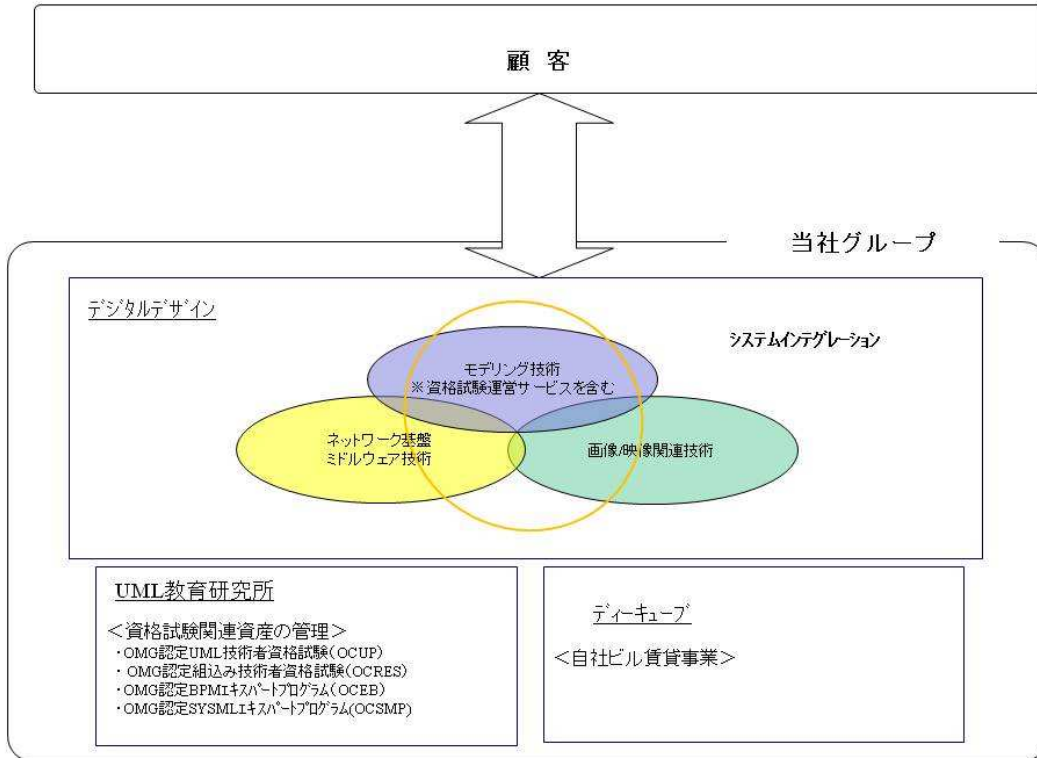 顧 客
当社グループ
デジタルデザイン
システムインテグレーション
モデリング技術
※資格試験運営サービスを含む
ネットワーク基盤
ミドルウェア技術
画像/映像関連技術
UML教育研究所
＜資格試験関連資産の管理＞
・OMG認定UML技術者資格試験(OCUP)
・OMG認定組込み技術者資格試験(OCRES)
・OMG認定BPMエキスパートプログラム(OCEB)
・OMG認定SYSMLエキスパートプログラム(OCSMP)
ディーキューブ
＜自社ビル賃貸事業＞